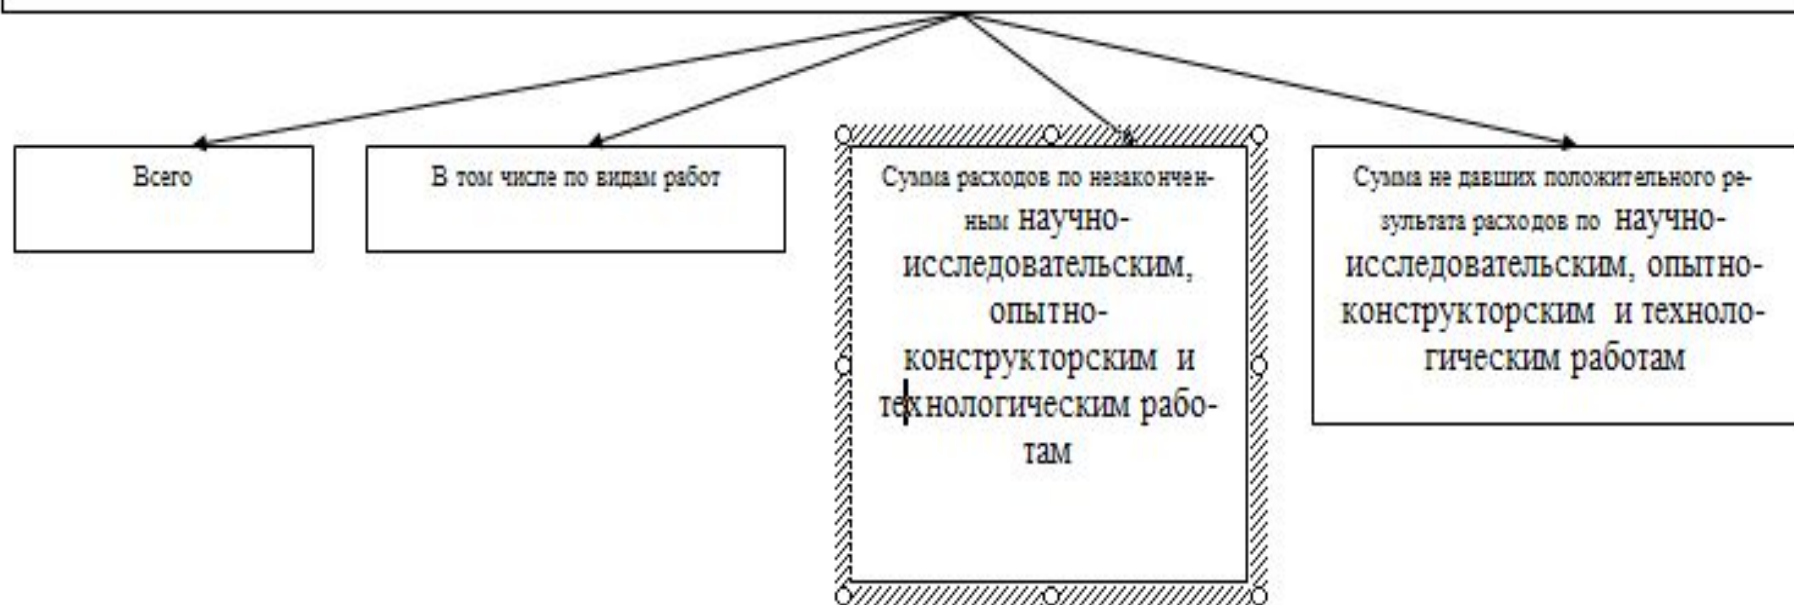 Всего
В том числе по видам работ
Сумма расходов по незакончен-
ным научно-
исследовательским,
опытно-
конструкторским и
технологическим рабо-
там
Сумма не давших положительного ре-
зультата расходов по научно-
исследовательским, опытно-
конструкторским и техноло-
гическим работам